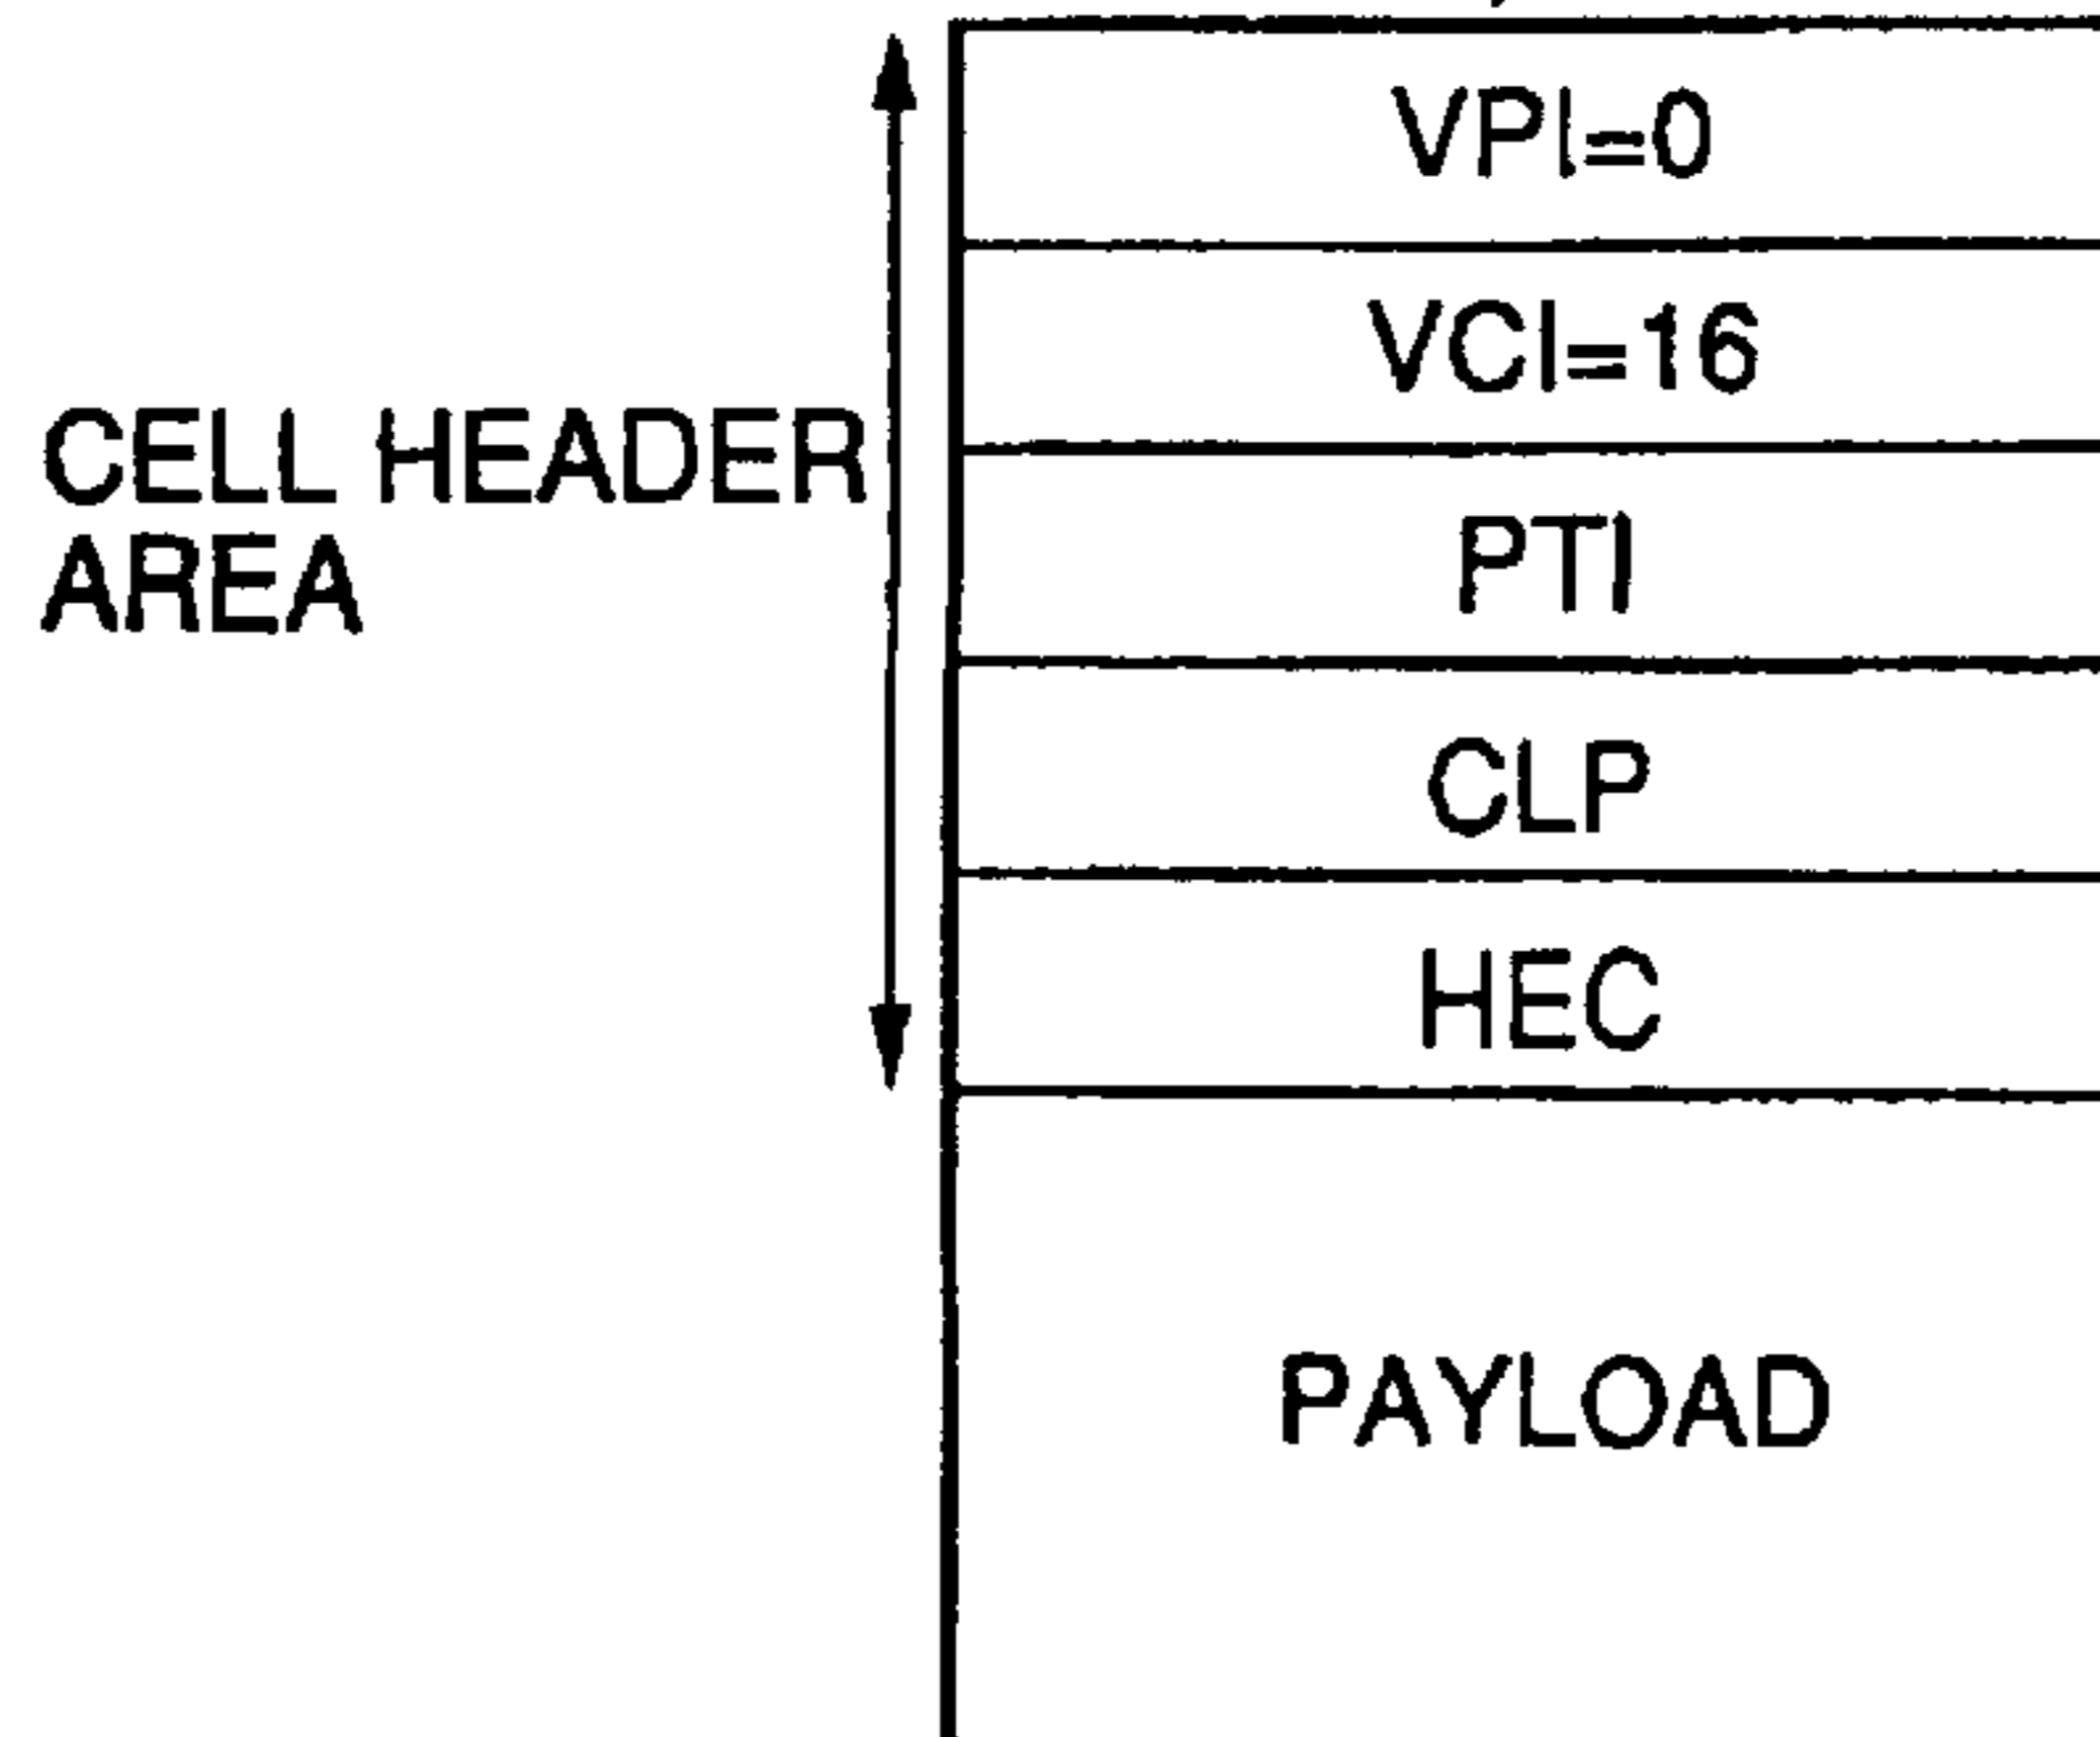 VPI=0
VCI=16
CELL HEADER
AREA
PTI
CLP
HEC
PAYLOAD